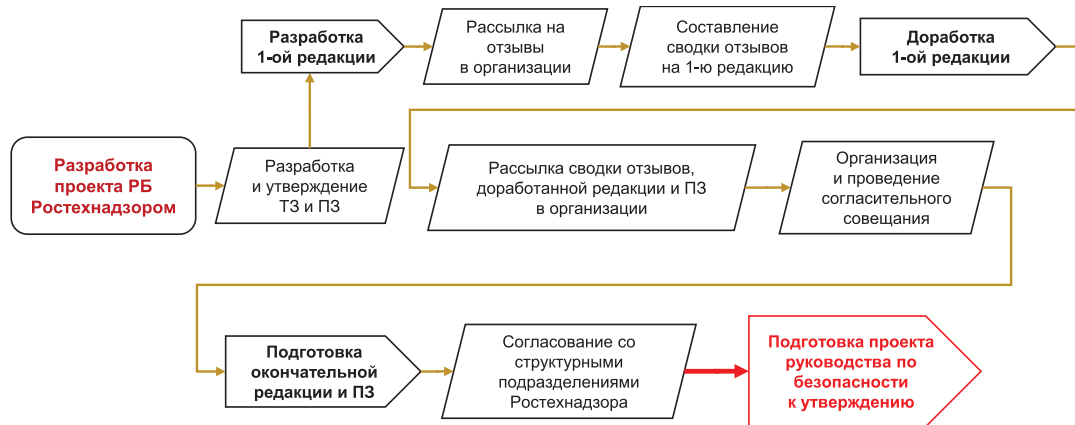 Разработка
проекта РБ
Ростехнадзором
Разработка
и утверждение
ТЗ и ПЗ
Разработка
1-ой редакции
Рассылка на
отзывы
в организации
Составление
сводки отзывов
на 1-ю редакцию
Доработка
1-ой редакции
Рассылка сводки отзывов,
доработанной редакции и ПЗ
в организации
Организация
и проведение
согласительного
совещания
Подготовка
окончательной
редакции и ПЗ
Согласование со
структурными
подразделениями
Ростехнадзора
Подготовка проекта
руководства по
безопасности
к утверждению